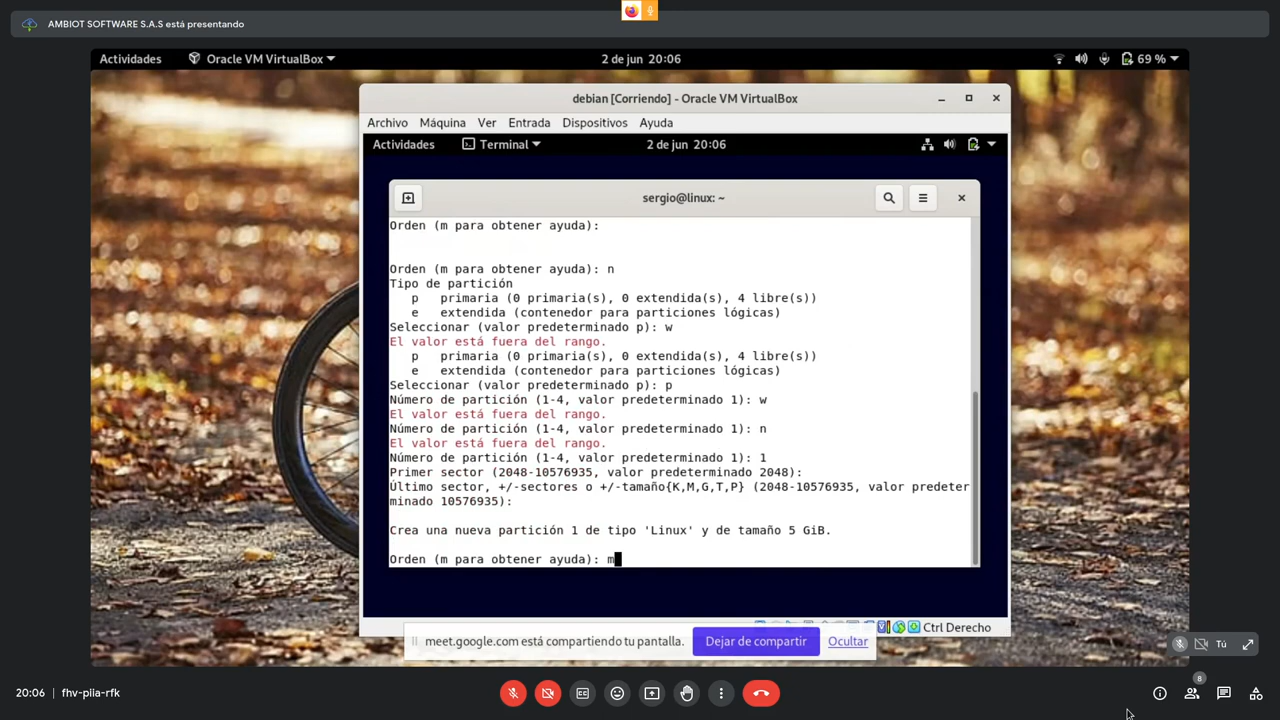 AMBIOT SOFTWARE S.A.S está presentando
Actividades Oracle VM VirtualBox 2 de jun 20:06 69 %
debian [Corriendo] - Oracle VM VirtualBox
Archivo Máquina Ver Entrada Dispositivos Ayuda
Actividades Terminal 2 de jun 20:06
sergio@linux: ~
Orden (m para obtener ayuda):
Orden (m para obtener ayuda): n
Tipo de partición
p primaria (0 primaria(s), 0 extendida(s), 4 libre(s))
e extendida (contenedor para particiones lógicas)
Seleccionar (valor predeterminado p): w
El valor está fuera del rango.
p primaria (0 primaria(s), 0 extendida(s), 4 libre(s))
e extendida (contenedor para particiones lógicas)
Seleccionar (valor predeterminado p): p
Número de partición (1-4, valor predeterminado 1): w
El valor está fuera del rango.
Número de partición (1-4, valor predeterminado 1): n
El valor está fuera del rango.
Número de partición (1-4, valor predeterminado 1): 1
Primer sector (2048-10576935, valor predeterminado 2048):
Último sector, +/-sectores o +/-tamaño{K,M,G,T,P} (2048-10576935, valor predeter
minado 10576935):
Crea una nueva partición 1 de tipo 'Linux' y de tamaño 5 GiB.
Orden (m para obtener ayuda): m
Ctrl Derecho
meet.google.com está compartiendo tu pantalla. Dejar de compartir Ocultar
Tú
20:06 fhv-piia-rfk
8